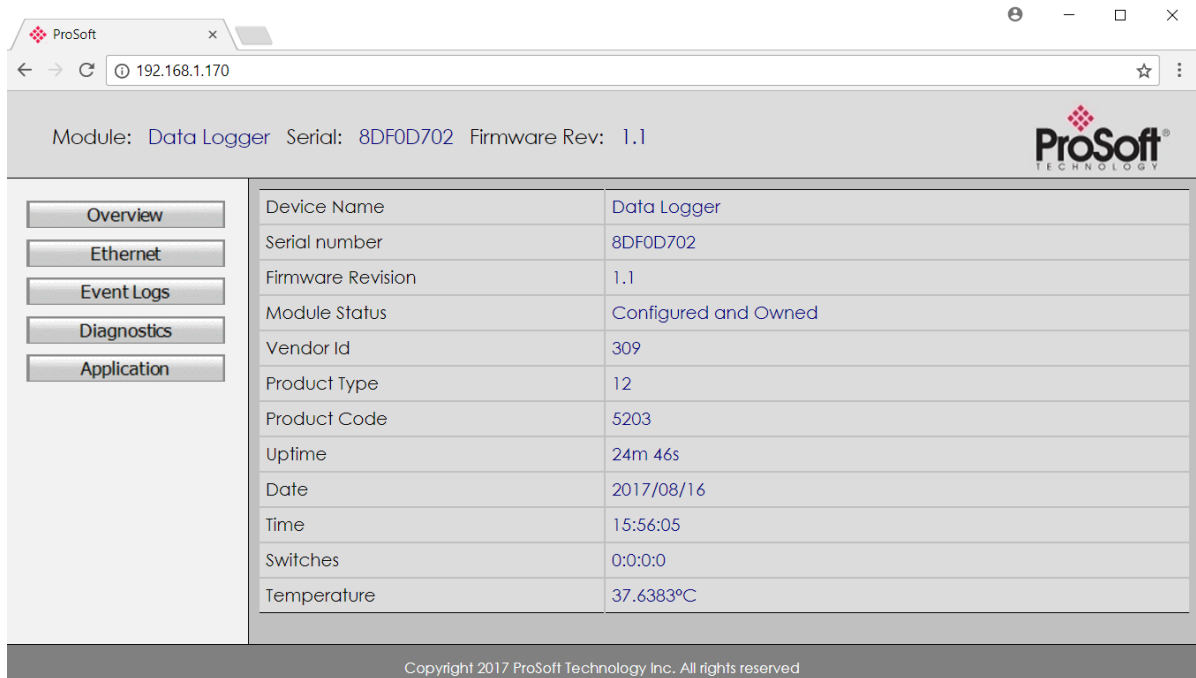 ProSoft
192.168.1.170
Module: Data Logger Serial: 8DF0D702 Firmware Rev: 1.1
ProSoft®
TECHNOLOGY
Overview
Ethernet
Event Logs
Diagnostics
Application
Device Name Data Logger
Serial number 8DF0D702
Firmware Revision 1.1
Module Status Configured and Owned
Vendor Id 309
Product Type 12
Product Code 5203
Uptime 24m 46s
Date 2017/08/16
Time 15:56:05
Switches 0:0:0:0
Temperature 37.6383ºC
Copyright 2017 ProSoft Technology Inc. All rights reserved